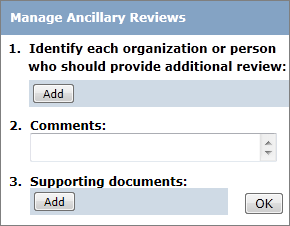 Manage Ancillary Reviews
1. Identify each organization or person
who should provide additional review:
Add
2. Comments:
3. Supporting documents:
Add
OK